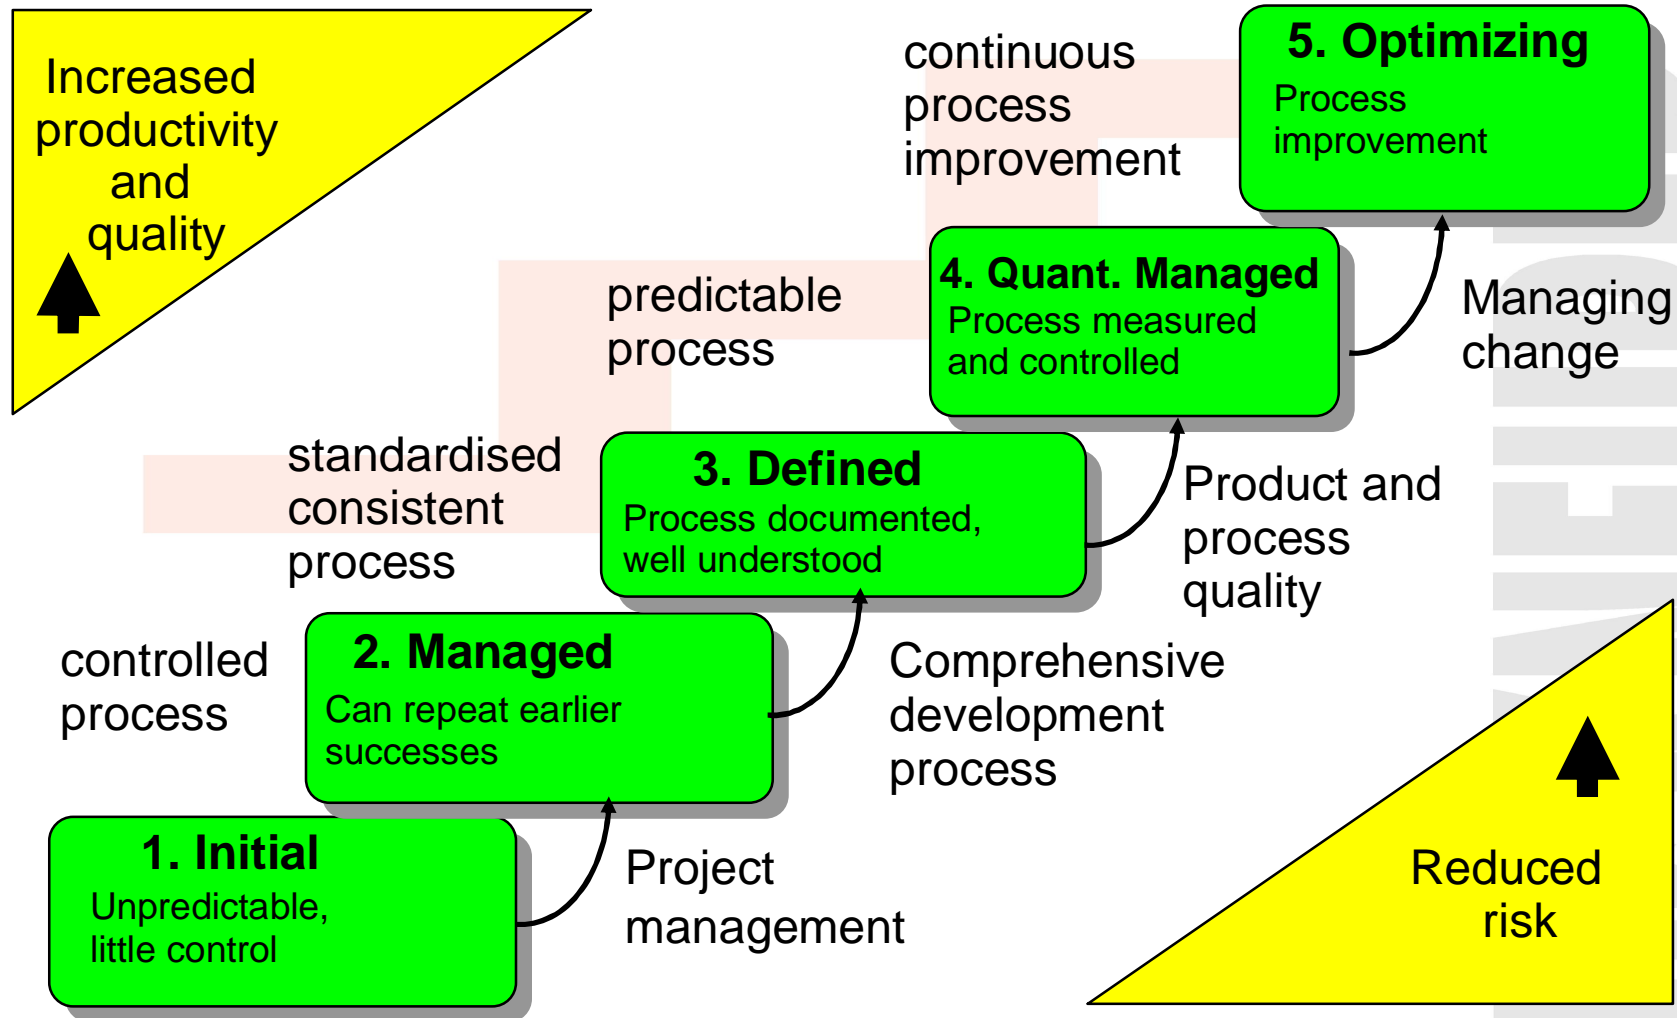 Increased
productivity
and
quality
continuous
process
improvement
5. Optimizing
Process
improvement
predictable
process
4. Quant. Managed
Process measured
and controlled
Managing
change
standardised
consistent
process
3. Defined
Process documented,
well understood
Product and
process
quality
controlled
process
2. Managed
Can repeat earlier
successes
Comprehensive
development
process
1. Initial
Unpredictable,
little control
Project
management
Reduced
risk